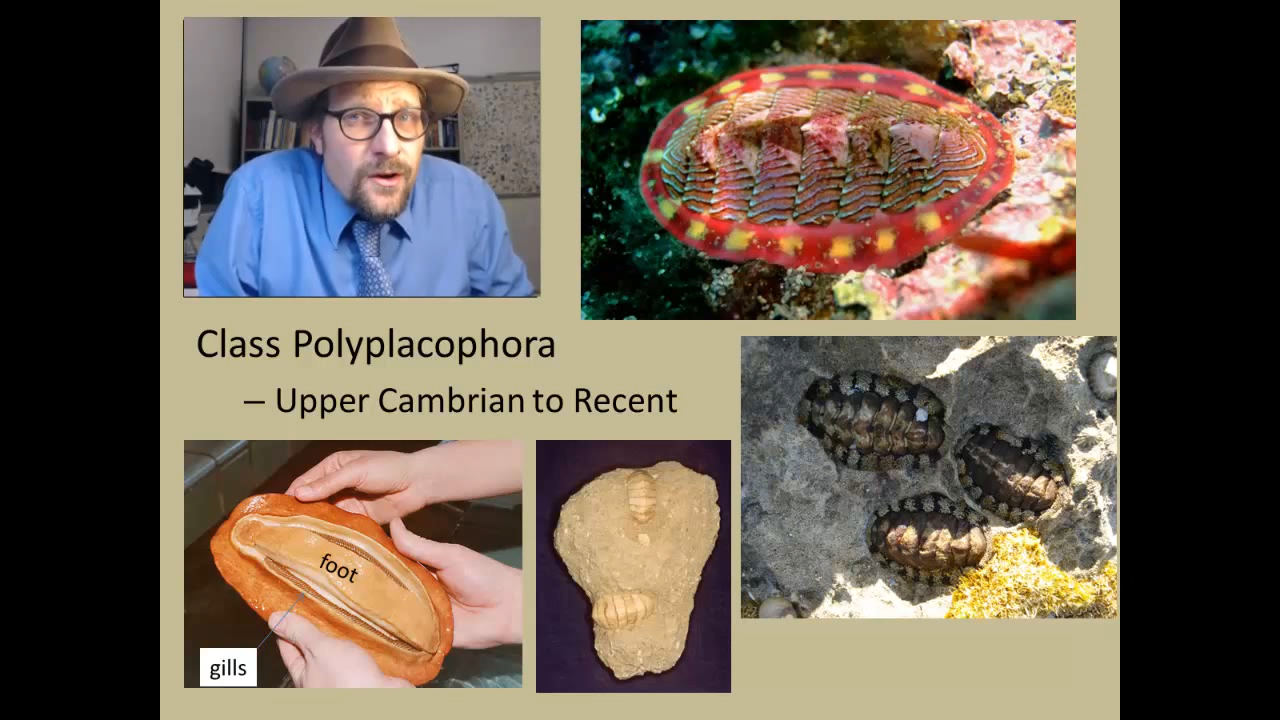 Class Polyplacophora
– Upper Cambrian to Recent
foot
gills